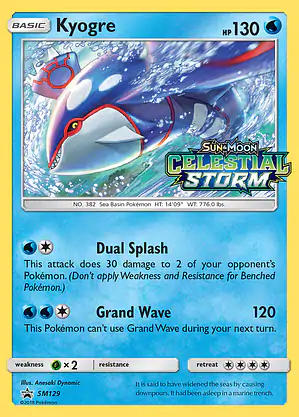 BASIC Kyogre HP 130
SUN & MOON
CELESTIAL
STORM
NO. 382 Sea Basin Pokémon HT: 14'09" WT: 776.0 lbs.
Dual Splash
This attack does 30 damage to 2 of your opponent's
Pokémon. (Don't apply Weakness and Resistance for Benched
Pokémon.)
Grand Wave 120
This Pokémon can't use Grand Wave during your next turn.
weakness ×2 resistance retreat
Illus. Anesaki Dynamic
SM129
©2018 Pokémon
It is said to have widened the seas by causing
downpours. It had been asleep in a marine trench.